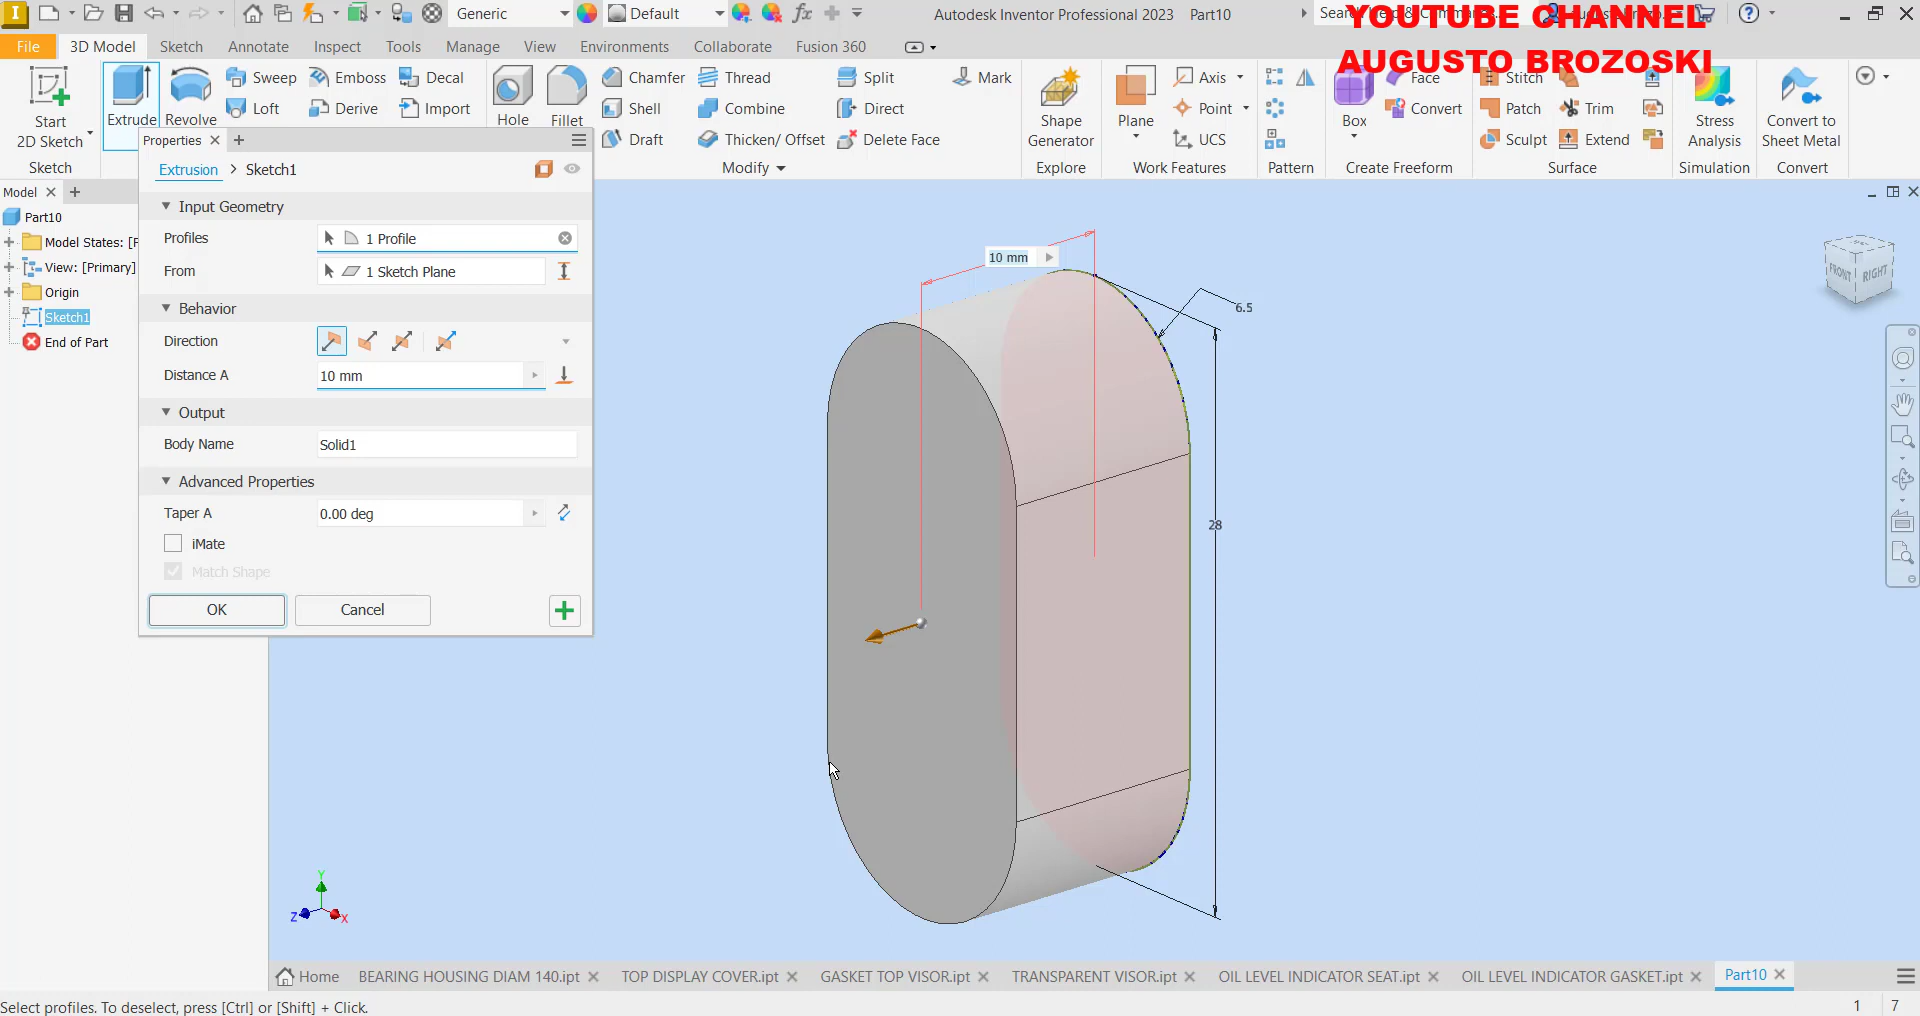 Generic
Default
Autodesk Inventor Professional 2023 Part10
YOUTUBE CHANNEL
File
3D Model
Sketch
Annotate
Inspect
Tools
Manage
View
Environments
Collaborate
Fusion 360
AUGUSTO BROZOSKI
Start
2D Sketch
Sketch
Extrude
Revolve
Sweep
Loft
Emboss
Derive
Decal
Import
Hole
Fillet
Chamfer
Shell
Draft
Thread
Combine
Thicken/ Offset
Split
Direct
Delete Face
Modify
Mark
Shape
Generator
Explore
Plane
Axis
Point
UCS
Work Features
Pattern
Box
Face
Convert
Create Freeform
Stitch
Patch
Sculpt
Trim
Extend
Surface
Stress
Analysis
Simulation
Convert to
Sheet Metal
Convert
Model
Part10
Model States: [P
View: [Primary]
Origin
Sketch1
End of Part
Properties
Extrusion > Sketch1
Input Geometry
Profiles
1 Profile
From
1 Sketch Plane
Behavior
Direction
Distance A
10 mm
Output
Body Name
Solid1
Advanced Properties
Taper A
0.00 deg
iMate
Match Shape
OK
Cancel
10 mm
6.5
28
FRONT
RIGHT
Y
Z
X
Home
BEARING HOUSING DIAM 140.ipt
TOP DISPLAY COVER.ipt
GASKET TOP VISOR.ipt
TRANSPARENT VISOR.ipt
OIL LEVEL INDICATOR SEAT.ipt
OIL LEVEL INDICATOR GASKET.ipt
Part10
Select profiles. To deselect, press [Ctrl] or [Shift] + Click.
1
7